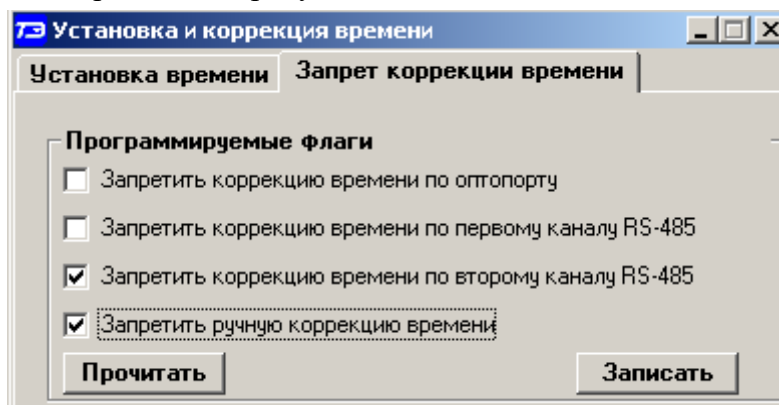 ТЭ Установка и коррекция времени
Установка времени Запрет коррекции времени
Программируемые флаги
Запретить коррекцию времени по оптопорту
Запретить коррекцию времени по первому каналу RS-485
Запретить коррекцию времени по второму каналу RS-485
Запретить ручную коррекцию времени
Прочитать Записать